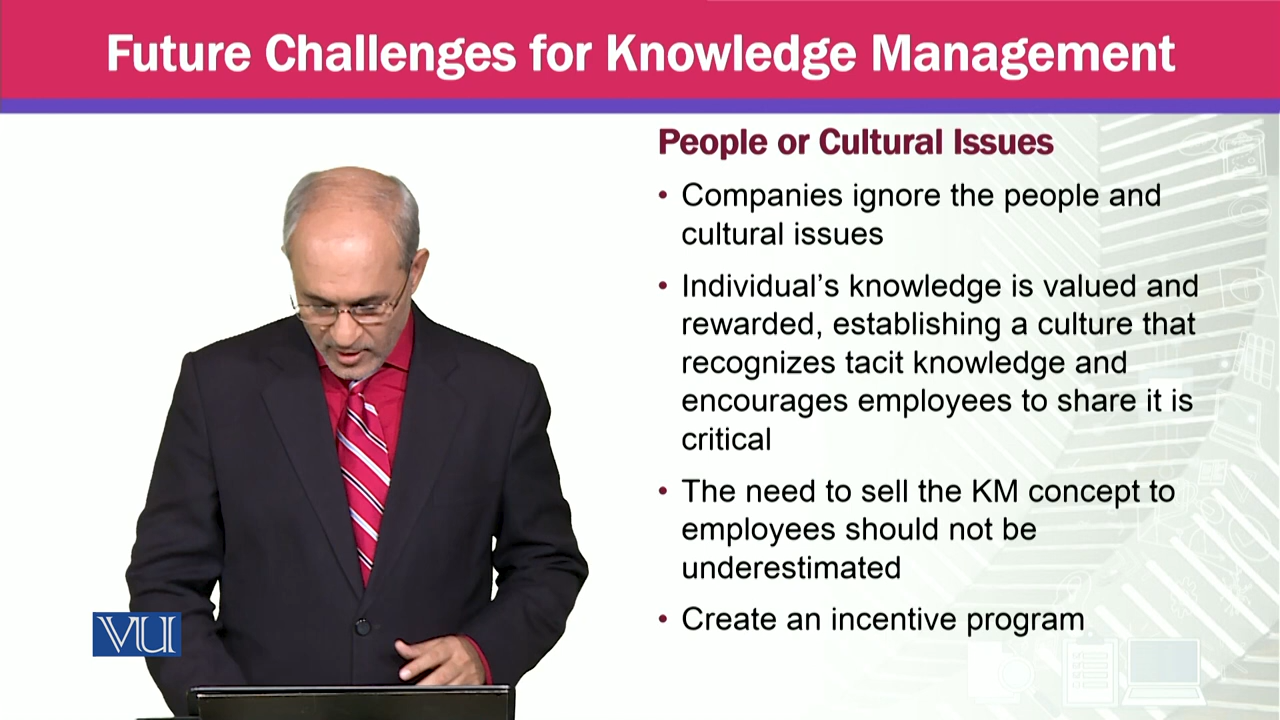 Future Challenges for Knowledge Management
People or Cultural Issues
• Companies ignore the people and
cultural issues
• Individual's knowledge is valued and
rewarded, establishing a culture that
recognizes tacit knowledge and
encourages employees to share it is
critical
• The need to sell the KM concept to
employees should not be
underestimated
• Create an incentive program
VU